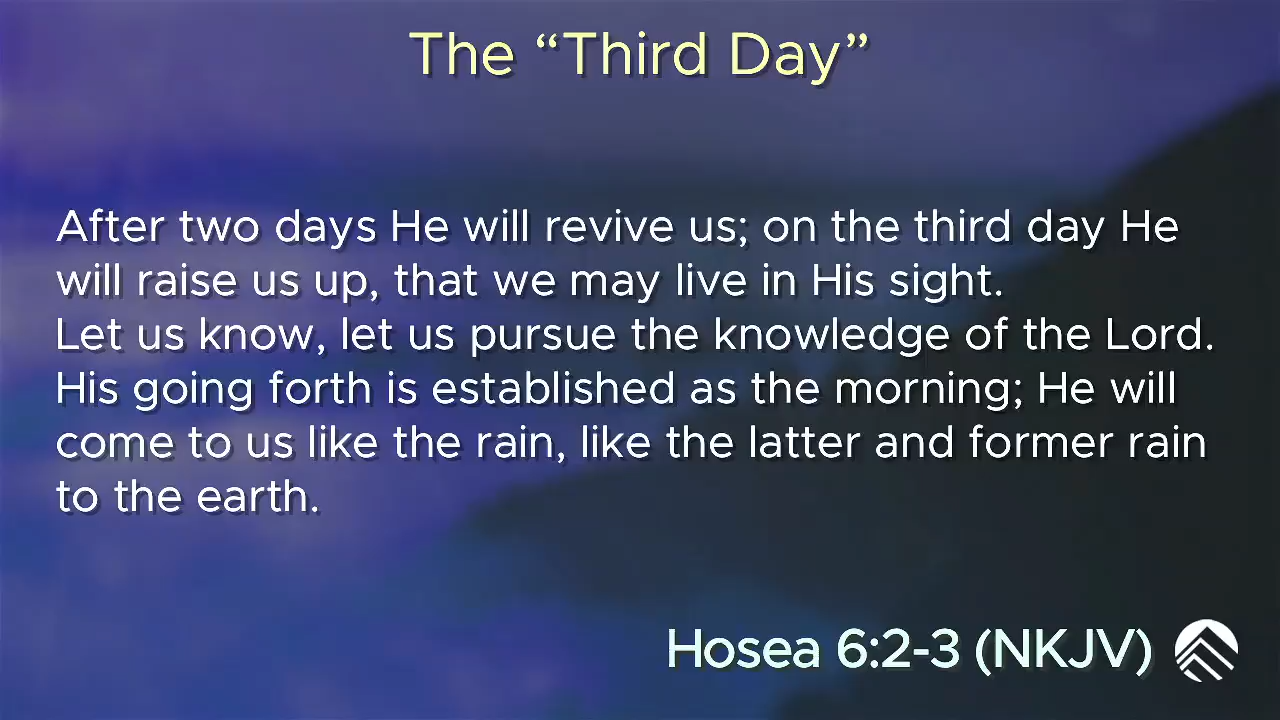 The “Third Day”
After two days He will revive us; on the third day He
will raise us up, that we may live in His sight.
Let us know, let us pursue the knowledge of the Lord.
His going forth is established as the morning; He will
come to us like the rain, like the latter and former rain
to the earth.
Hosea 6:2-3 (NKJV)